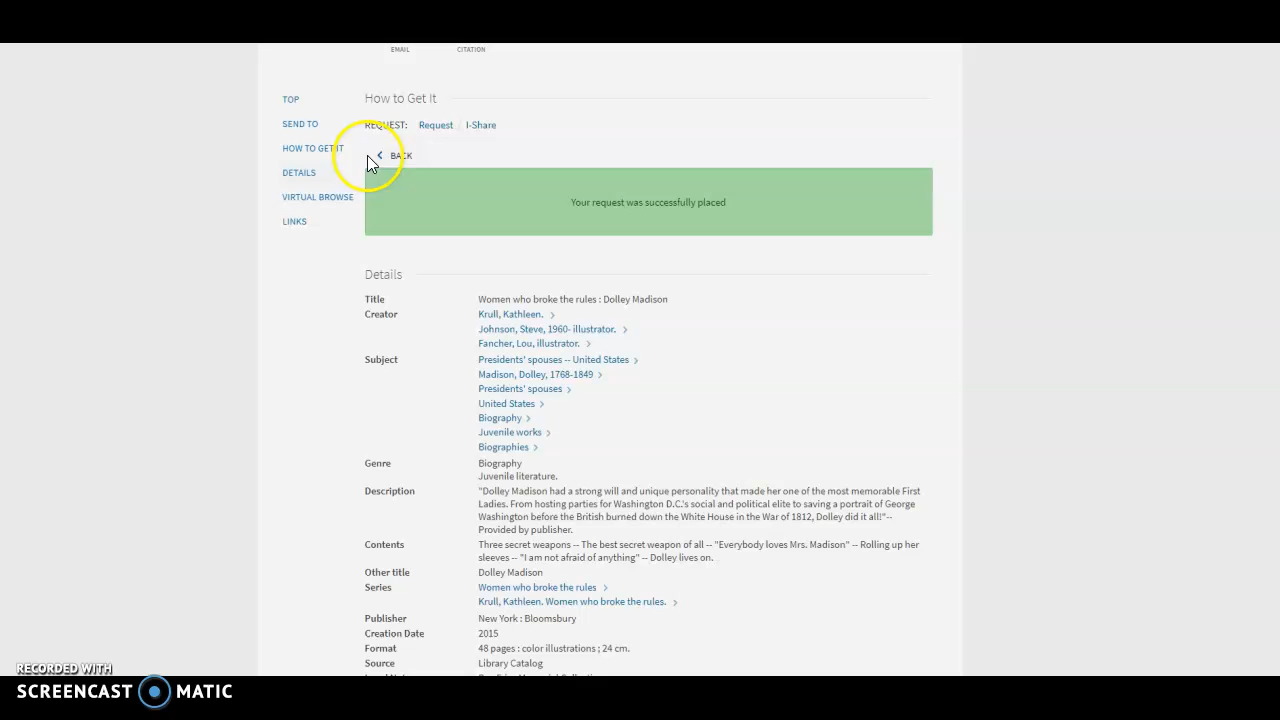 EMAIL CITATION
TOP
SEND TO
HOW TO GET IT
DETAILS
VIRTUAL BROWSE
LINKS
How to Get It
REQUEST: Request I-Share
BACK
Your request was successfully placed
Details
Title Women who broke the rules : Dolley Madison
Creator Krull, Kathleen.
Johnson, Steve, 1960- illustrator.
Fancher, Lou, illustrator.
Subject Presidents' spouses -- United States
Madison, Dolley, 1768-1849
Presidents' spouses
United States
Biography
Juvenile works
Biographies
Genre Biography
Juvenile literature.
Description "Dolley Madison had a strong will and unique personality that made her one of the most memorable First
Ladies. From hosting parties for Washington D.C.'s social and political elite to saving a portrait of George
Washington before the British burned down the White House in the War of 1812, Dolley did it all!"--
Provided by publisher.
Contents Three secret weapons -- The best secret weapon of all -- "Everybody loves Mrs. Madison" -- Rolling up her
sleeves -- "I am not afraid of anything" -- Dolley lives on.
Other title Dolley Madison
Series Women who broke the rules
Krull, Kathleen. Women who broke the rules.
Publisher New York : Bloomsbury
Creation Date 2015
Format 48 pages : color illustrations ; 24 cm.
Source Library Catalog
RECORDED WITH
SCREENCAST MATIC